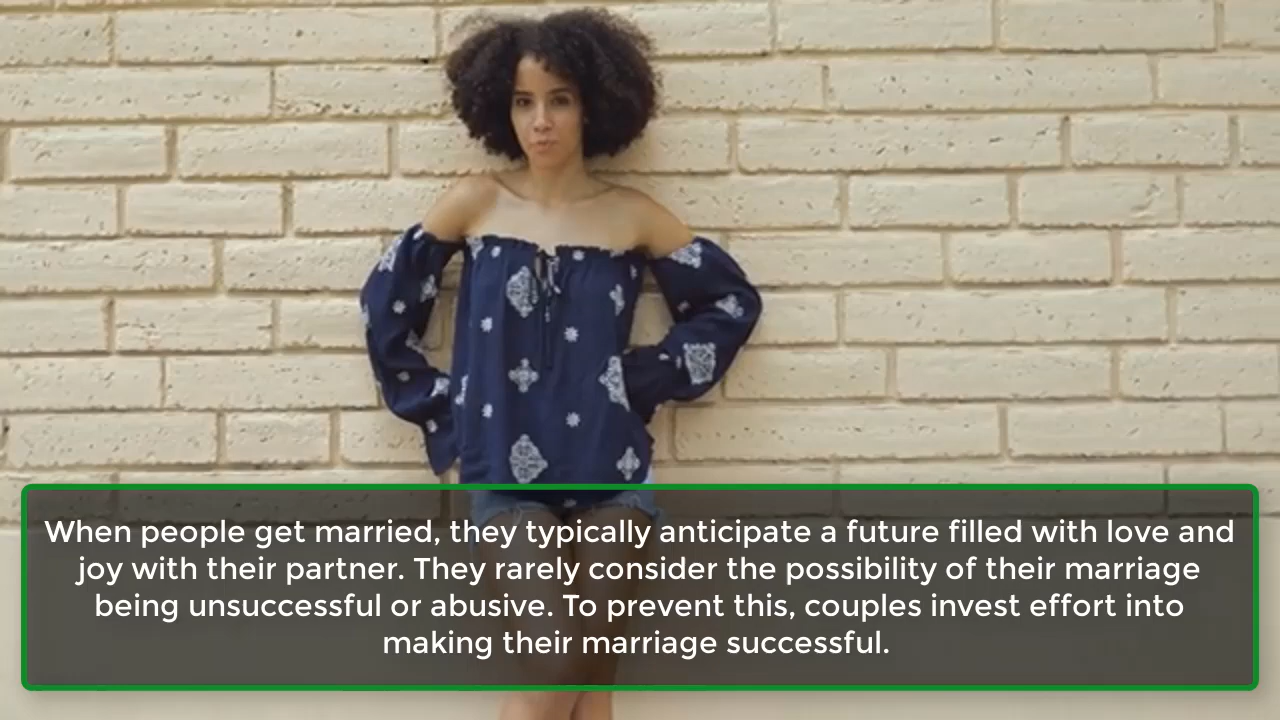 When people get married, they typically anticipate a future filled with love and
joy with their partner. They rarely consider the possibility of their marriage
being unsuccessful or abusive. To prevent this, couples invest effort into
making their marriage successful.